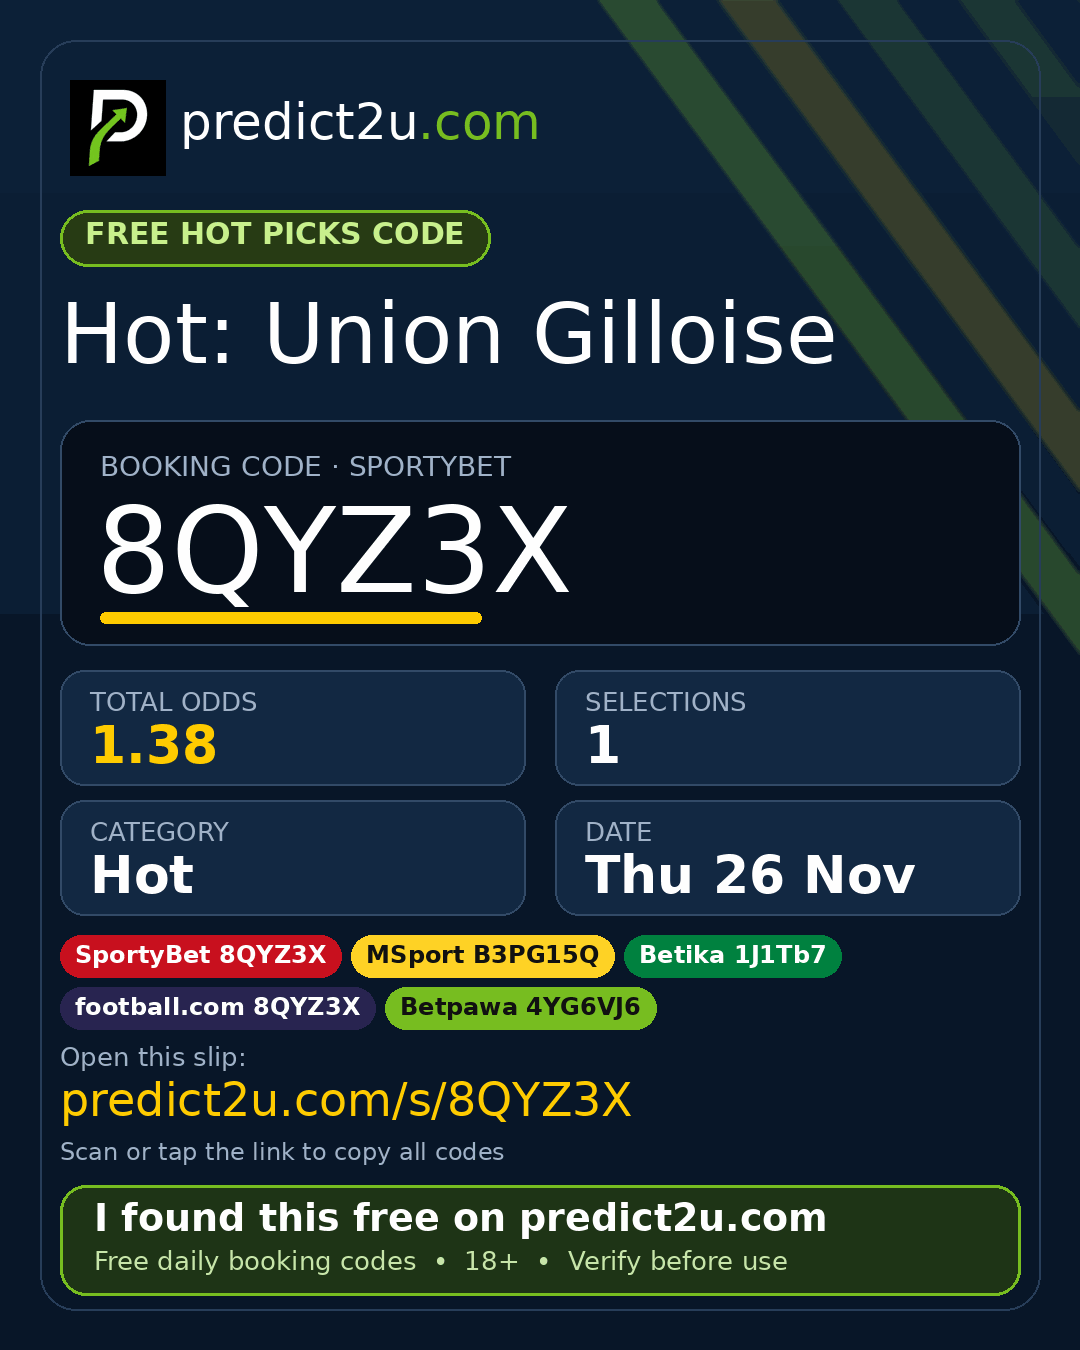 predict2u.com
FREE HOT PICKS CODE
Hot: Union Gilloise
BOOKING CODE · SPORTYBET
8QYZ3X
TOTAL ODDS
1.38
SELECTIONS
1
CATEGORY
Hot
DATE
Thu 26 Nov
SportyBet 8QYZ3X
MSport B3PG15Q
Betika 1J1Tb7
football.com 8QYZ3X
Betpawa 4YG6VJ6
Open this slip:
predict2u.com/s/8QYZ3X
Scan or tap the link to copy all codes
I found this free on predict2u.com
Free daily booking codes • 18+ • Verify before use